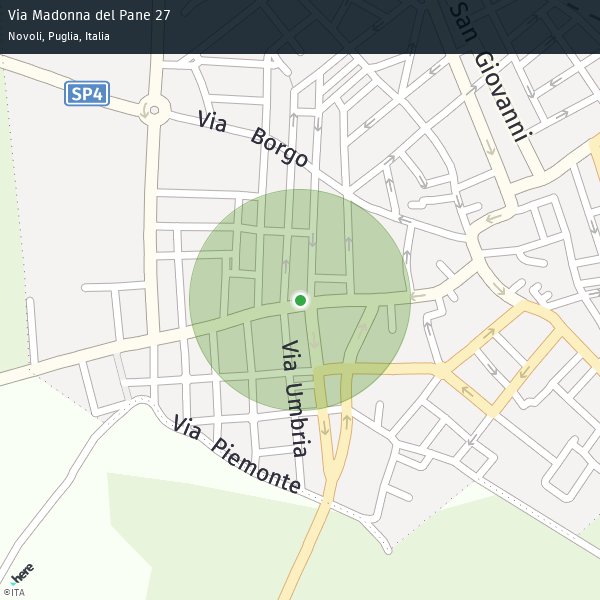 Via Madonna del Pane 27
Novoli, Puglia, Italia
San Giovanni
SP4
Via Borgo
Via Umbria
Via Piemonte
here
©ITA